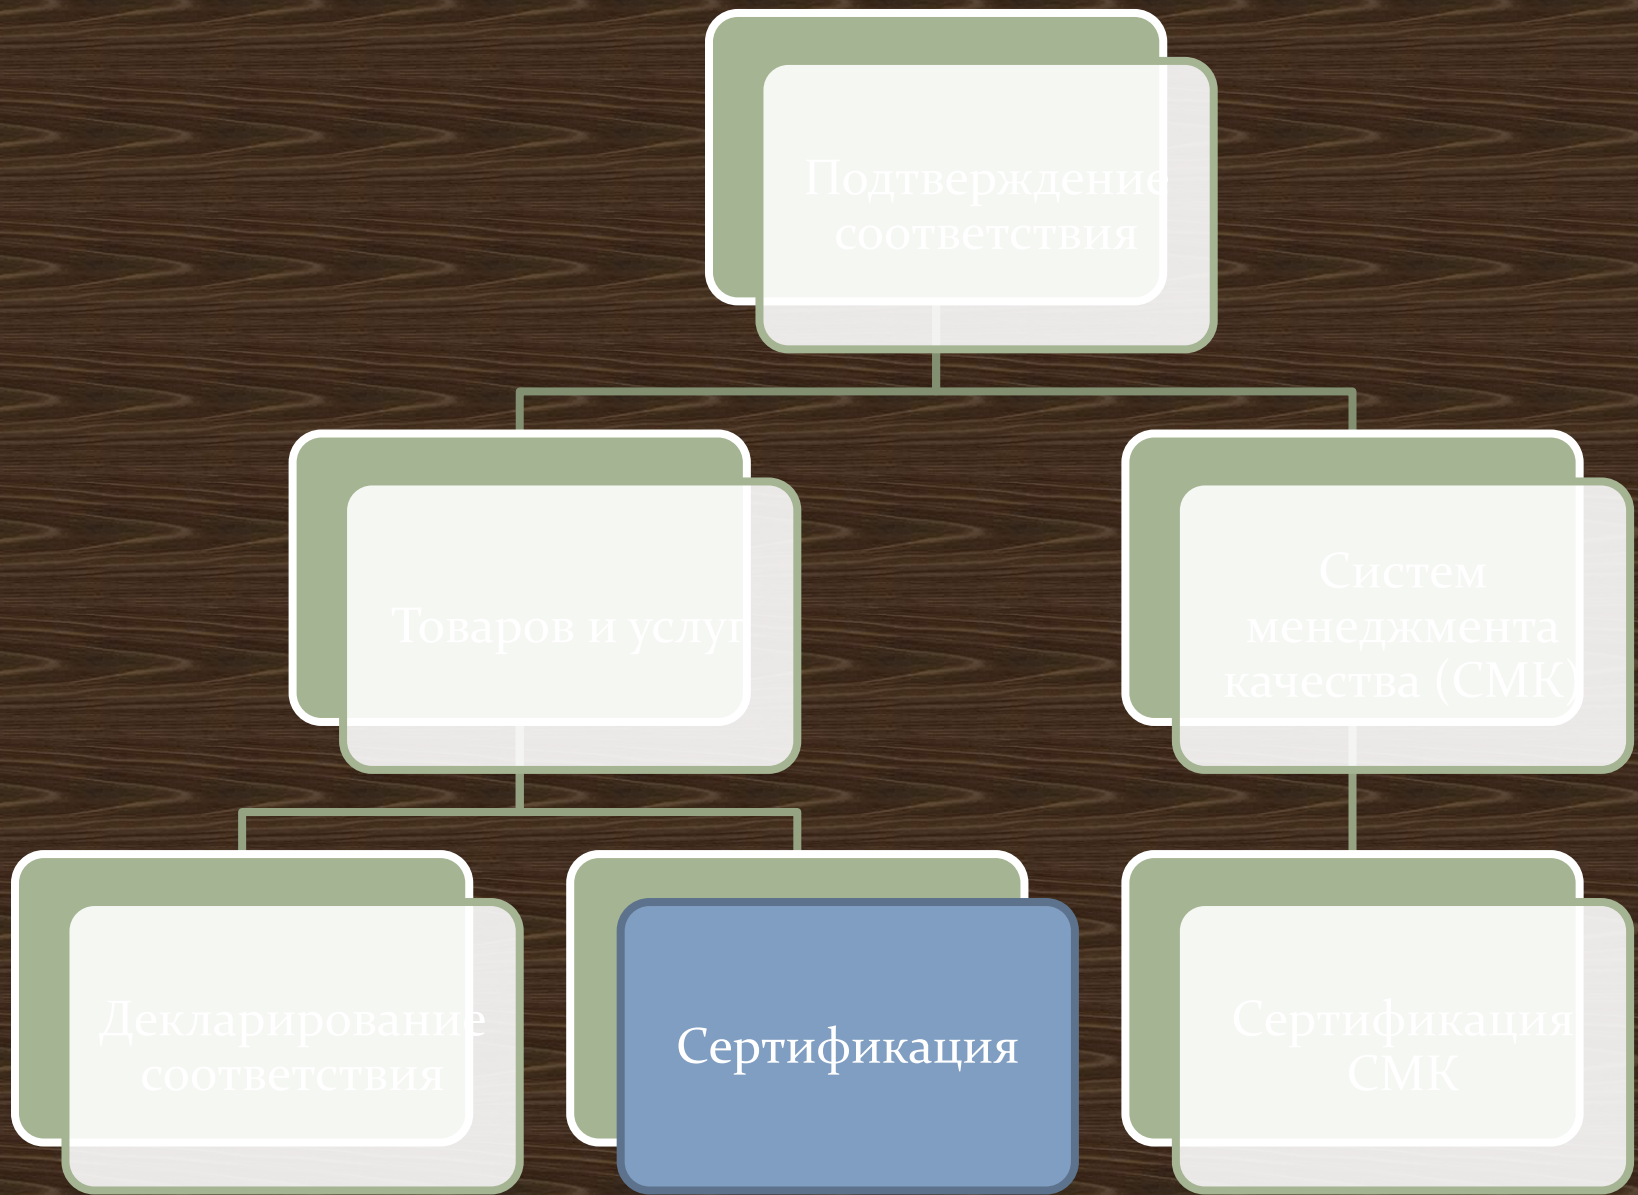 Подтверждение
соответствия
Товаров и услуг
Систем
менеджмента
качества (СМК)
Декларирование
соответствия
Сертификация
Сертификация
СМК